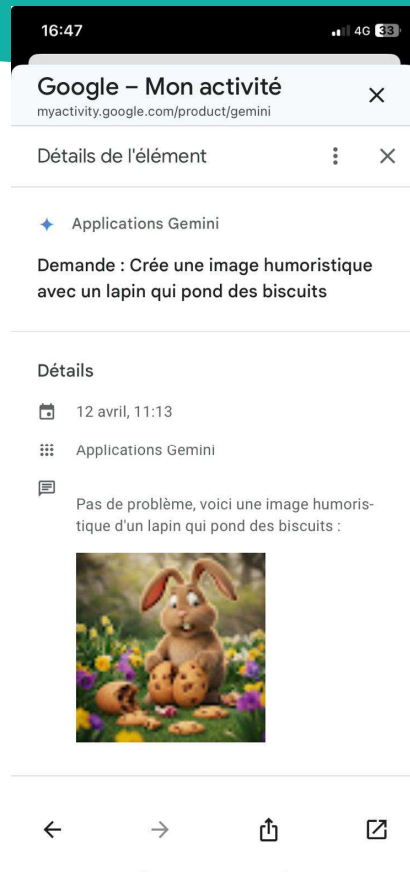 16:47
4G 33
Google – Mon activité
myactivity.google.com/product/gemini
Détails de l'élément
Applications Gemini
Demande : Crée une image humoristique
avec un lapin qui pond des biscuits
Détails
12 avril, 11:13
Applications Gemini
Pas de problème, voici une image humoris-
tique d'un lapin qui pond des biscuits :